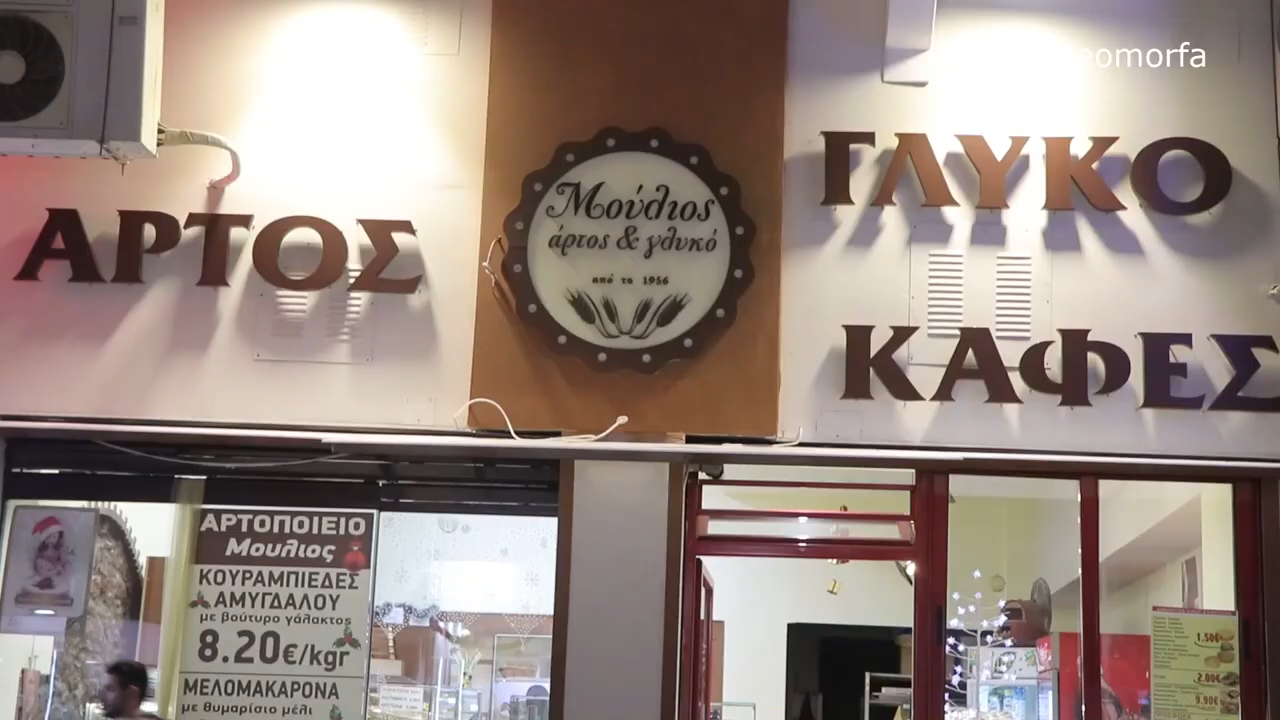 ΑΡΤΟΣ
Μούλιος
άρτος & γλυκό
από το 1956
ΓΛΥΚΟ
ΚΑΦΕΣ
ΑΡΤΟΠΟΙΕΙΟ
Μουλιος
ΚΟΥΡΑΜΠΙΕΔΕΣ
ΑΜΥΓΔΑΛΟΥ
με βούτυρο γάλακτος
8.20€/kgr
ΜΕΛΟΜΑΚΑΡΟΝΑ
με θυμαρίσιο μέλι
1.50€
2.00€
9.90€